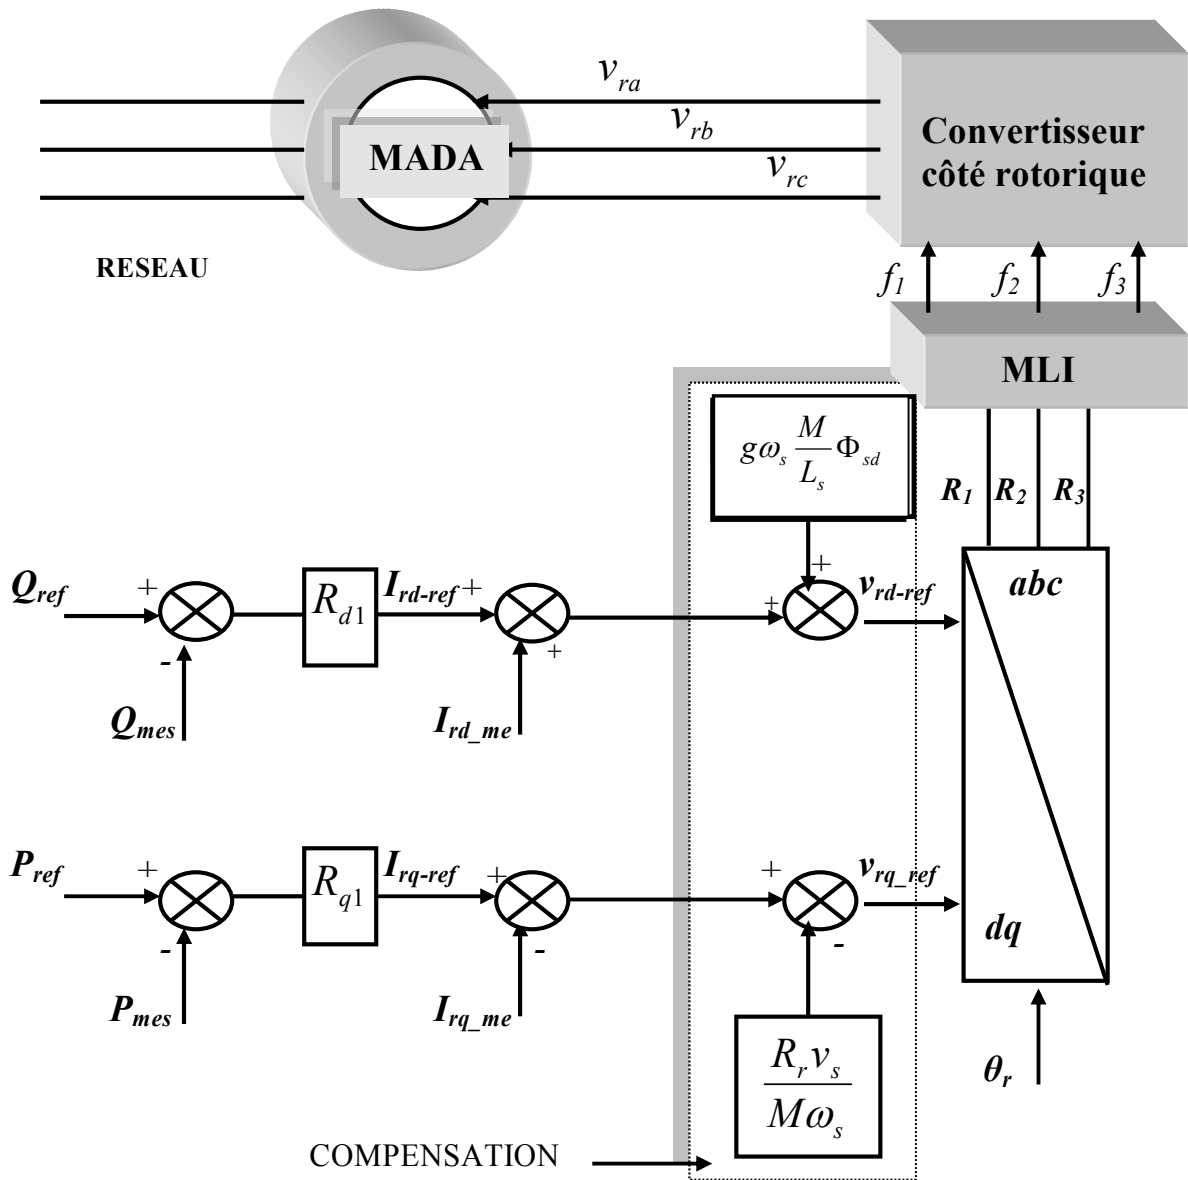 v_ra
v_rb
v_rc
MADA
Convertisseur
côté rotorique
RESEAU
f_1 f_2 f_3
MLI
gω_s M/L_s Φ_sd
R_1 R_2 R_3
Q_ref + - Q_mes
R_d1
I_rd-ref + + I_rd_me
+ +
v_rd-ref
abc
P_ref + - P_mes
R_q1
I_rq-ref + - I_rq_me
+ -
v_rq_ref
dq
R_r v_s / Mω_s
θ_r
COMPENSATION